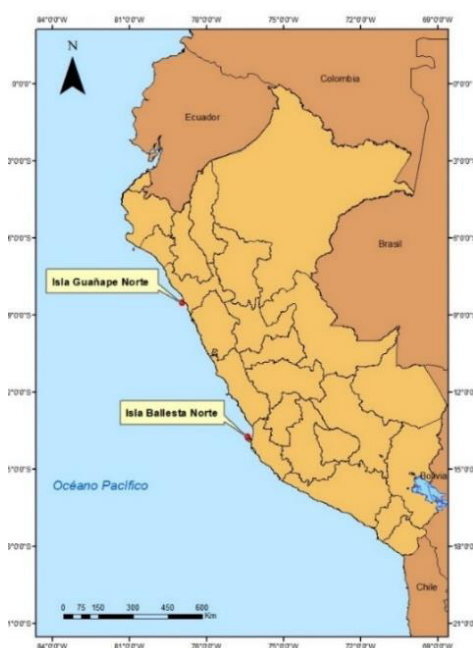 84°0'0"W 81°0'0"W 78°0'0"W 75°0'0"W 72°0'0"W 69°0'0"W
N
Colombia
Ecuador
Brasil
Isla Guañape Norte
Isla Ballesta Norte
Bolivia
Océano Pacífico
Chile
0 75 150 300 450 600
Km
84°0'0"W 81°0'0"W 78°0'0"W 75°0'0"W 72°0'0"W 69°0'0"W